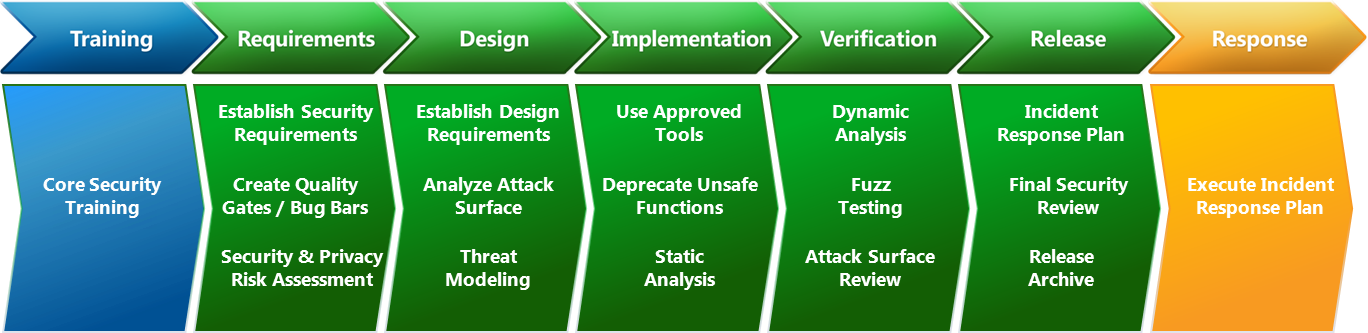 Training
Requirements
Design
Implementation
Verification
Release
Response
Core Security
Training
Establish Security
Requirements
Create Quality
Gates / Bug Bars
Security & Privacy
Risk Assessment
Establish Design
Requirements
Analyze Attack
Surface
Threat
Modeling
Use Approved
Tools
Deprecate Unsafe
Functions
Static
Analysis
Dynamic
Analysis
Fuzz
Testing
Attack Surface
Review
Incident
Response Plan
Final Security
Review
Release
Archive
Execute Incident
Response Plan